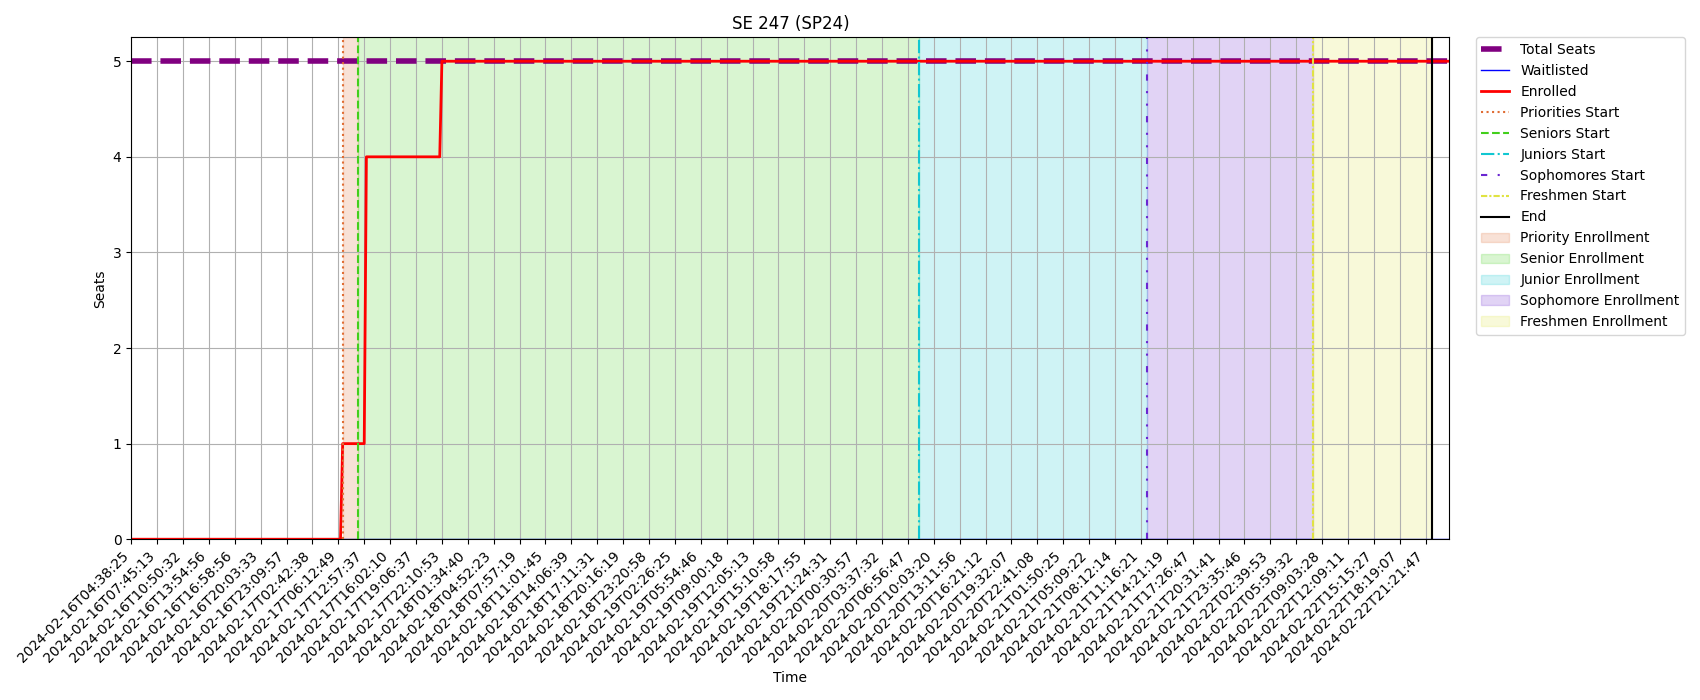 SE 247 (SP24)
Seats
5
4
3
2
1
0
2024-02-16T04:38:25
2024-02-16T07:45:13
2024-02-16T10:50:32
2024-02-16T13:54:56
2024-02-16T16:58:56
2024-02-16T20:03:33
2024-02-16T23:09:57
2024-02-17T02:42:38
2024-02-17T06:12:49
2024-02-17T12:57:37
2024-02-17T16:02:10
2024-02-17T19:06:37
2024-02-17T22:10:53
2024-02-18T01:34:40
2024-02-18T04:52:23
2024-02-18T07:57:19
2024-02-18T11:01:45
2024-02-18T14:06:39
2024-02-18T17:11:31
2024-02-18T20:16:19
2024-02-18T23:20:58
2024-02-19T02:26:25
2024-02-19T05:54:46
2024-02-19T09:00:18
2024-02-19T12:05:13
2024-02-19T15:10:58
2024-02-19T18:17:55
2024-02-19T21:24:31
2024-02-20T00:30:57
2024-02-20T03:37:32
2024-02-20T06:56:47
2024-02-20T10:03:20
2024-02-20T13:11:56
2024-02-20T16:21:12
2024-02-20T19:32:07
2024-02-20T22:41:08
2024-02-21T01:50:25
2024-02-21T05:09:22
2024-02-21T08:12:14
2024-02-21T11:16:21
2024-02-21T14:21:19
2024-02-21T17:26:47
2024-02-21T20:31:41
2024-02-21T23:35:46
2024-02-22T02:39:53
2024-02-22T05:59:32
2024-02-22T09:03:28
2024-02-22T12:09:11
2024-02-22T15:15:27
2024-02-22T18:19:07
2024-02-22T21:21:47
Time
Total Seats
Waitlisted
Enrolled
Priorities Start
Seniors Start
Juniors Start
Sophomores Start
Freshmen Start
End
Priority Enrollment
Senior Enrollment
Junior Enrollment
Sophomore Enrollment
Freshmen Enrollment